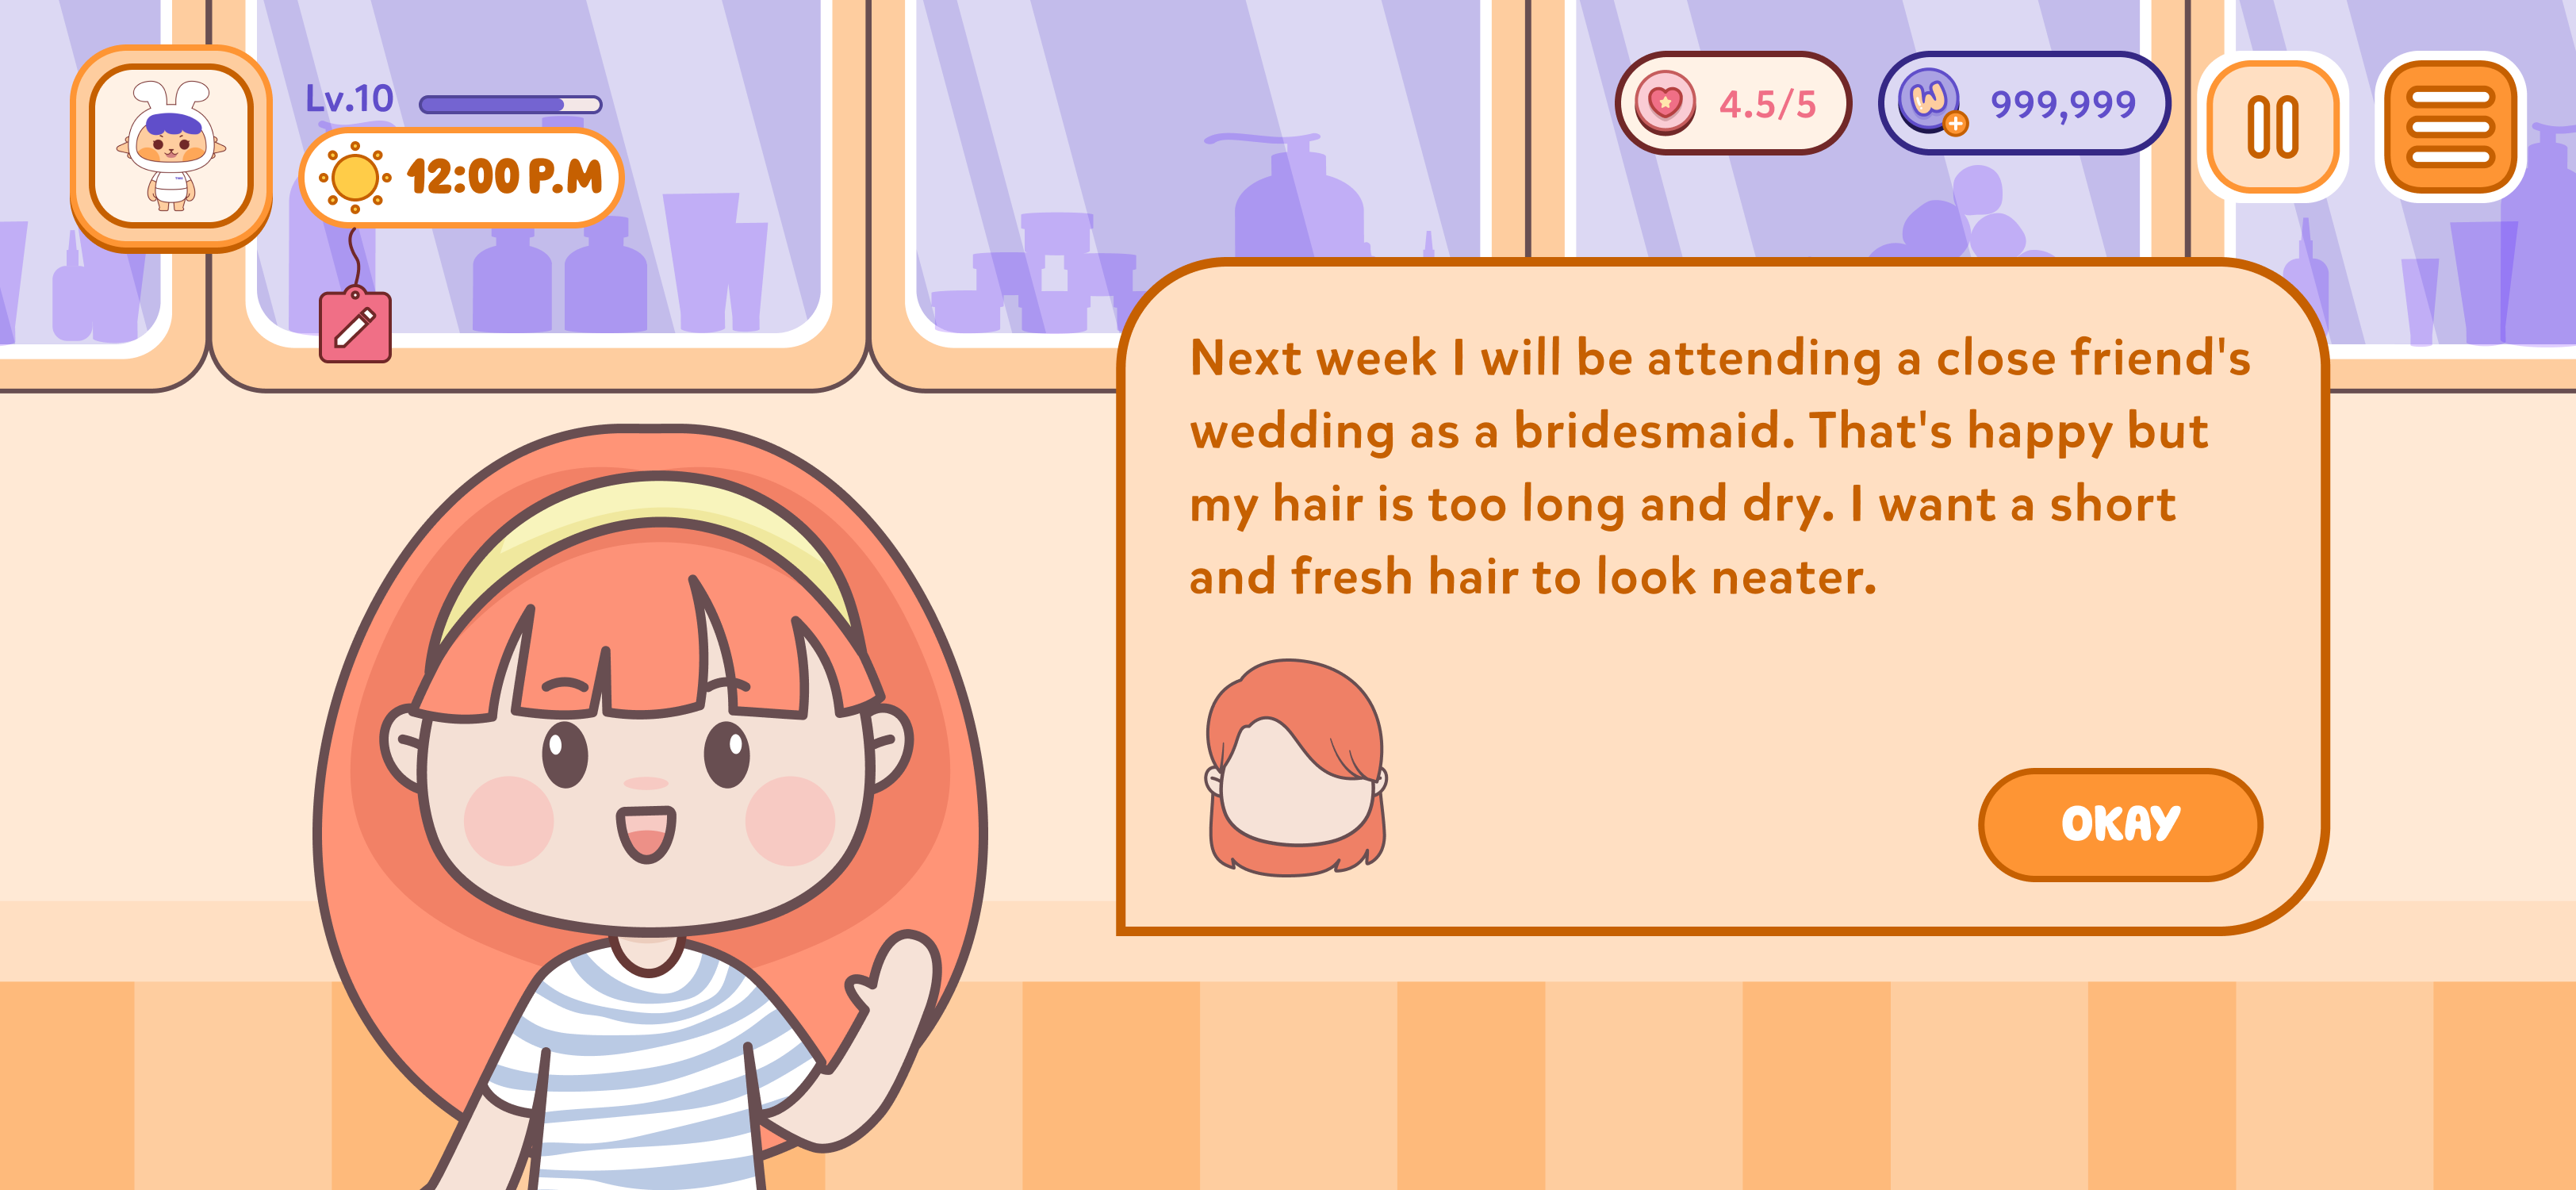 Lv.10
12:00 P.M
4.5/5
W
999,999
Next week I will be attending a close friend's
wedding as a bridesmaid. That's happy but
my hair is too long and dry. I want a short
and fresh hair to look neater.
OKAY